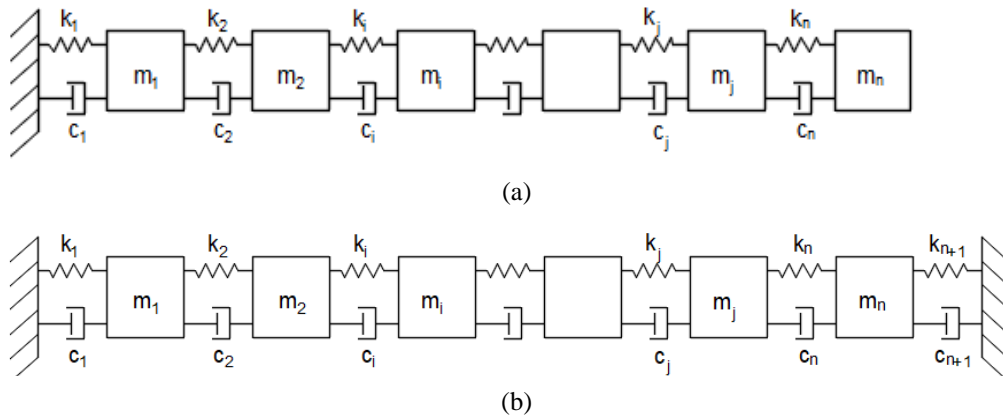 k₁ k₂ kᵢ kⱼ kₙ
m₁ m₂ mᵢ mⱼ mₙ
c₁ c₂ cᵢ cⱼ cₙ
(a)
k₁ k₂ kᵢ kⱼ kₙ kₙ₊₁
m₁ m₂ mᵢ mⱼ mₙ
c₁ c₂ cᵢ cⱼ cₙ cₙ₊₁
(b)